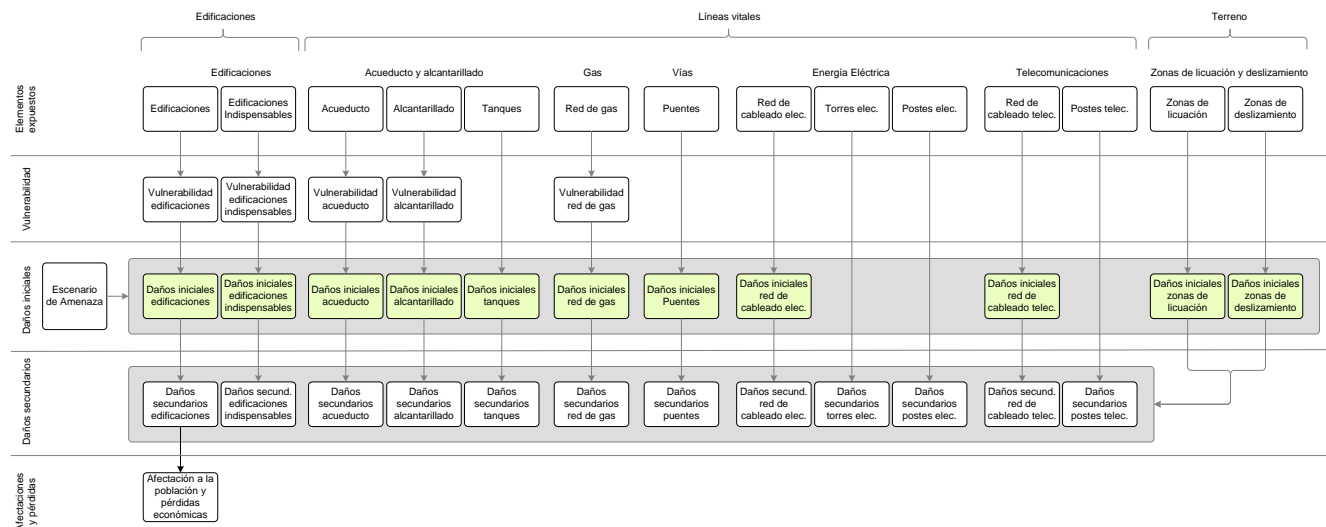 Edificaciones
Líneas vitales
Terreno
Edificaciones
Acueducto y alcantarillado
Gas
Vías
Energía Eléctrica
Telecomunicaciones
Zonas de licuación y deslizamiento
Elementos
expuestos
Edificaciones
Edificaciones
Indispensables
Acueducto
Alcantarillado
Tanques
Red de gas
Puentes
Red de
cableado elec.
Torres elec.
Postes elec.
Red de
cableado telec.
Postes telec.
Zonas de
licuación
Zonas de
deslizamiento
Vulnerabilidad
Vulnerabilidad
edificaciones
Vulnerabilidad
edificaciones
indispensables
Vulnerabilidad
acueducto
Vulnerabilidad
alcantarillado
Vulnerabilidad
red de gas
Daños iniciales
Escenario
de Amenaza
Daños iniciales
edificaciones
Daños iniciales
edificaciones
indispensables
Daños iniciales
acueducto
Daños iniciales
alcantarillado
Daños iniciales
tanques
Daños iniciales
red de gas
Daños iniciales
Puentes
Daños iniciales
red de
cableado elec.
Daños iniciales
red de
cableado telec.
Daños iniciales
zonas de
licuación
Daños iniciales
zonas de
deslizamiento
Daños secundarios
Daños
secundarios
edificaciones
Daños secund.
edificaciones
indispensables
Daños
secundarios
acueducto
Daños
secundarios
alcantarillado
Daños
secundarios
tanques
Daños
secundarios
red de gas
Daños
secundarios
puentes
Daños secund.
red de
cableado elec.
Daños
secundarios
torres elec.
Daños
secundarios
postes elec.
Daños secund.
red de
cableado telec.
Daños
secundarios
postes telec.
Afectaciones
y pérdidas
Afectación a la
población y
pérdidas
económicas